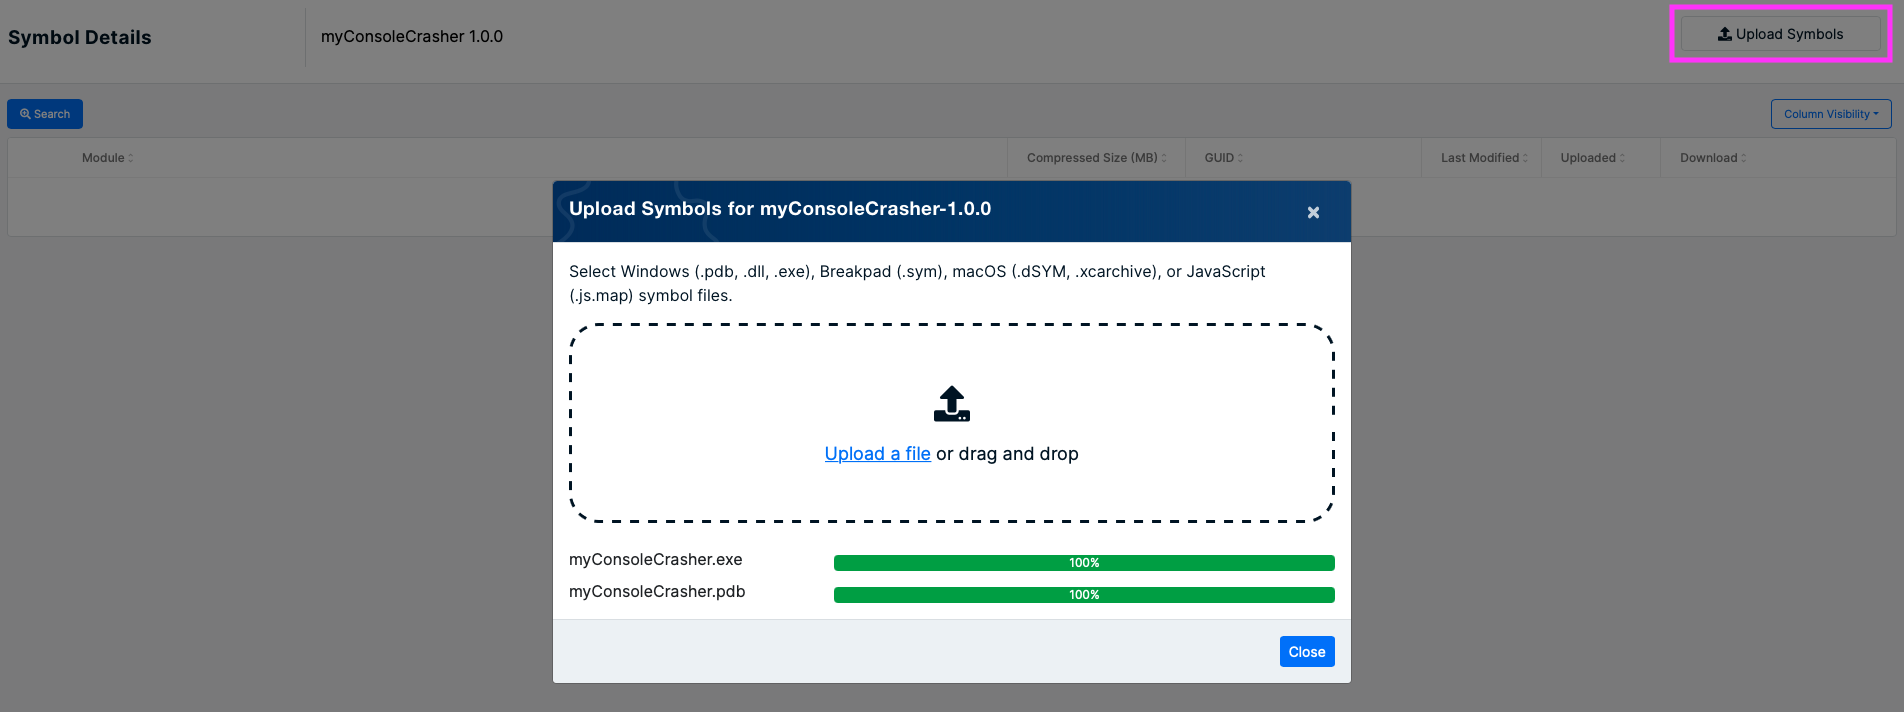 Symbol Details
myConsoleCrasher 1.0.0
Upload Symbols
Search
Column Visibility
Module
Compressed Size (MB)
GUID
Last Modified
Uploaded
Download
Upload Symbols for myConsoleCrasher-1.0.0
Select Windows (.pdb, .dll, .exe), Breakpad (.sym), macOS (.dSYM, .xcarchive), or JavaScript
(.js.map) symbol files.
Upload a file or drag and drop
myConsoleCrasher.exe 100%
myConsoleCrasher.pdb 100%
Close